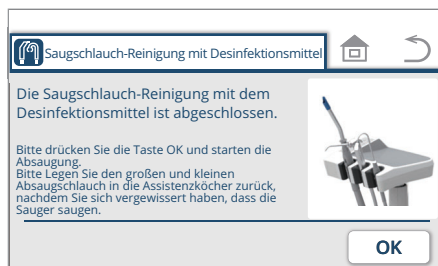 Saugschlauch-Reinigung mit Desinfektionsmittel
Die Saugschlauch-Reinigung mit dem
Desinfektionsmittel ist abgeschlossen.
Bitte drücken Sie die Taste OK und starten die
Absaugung.
Bitte Legen Sie den großen und kleinen
Absaugschlauch in die Assistenzköcher zurück,
nachdem Sie sich vergewissert haben, dass die
Sauger saugen.
OK